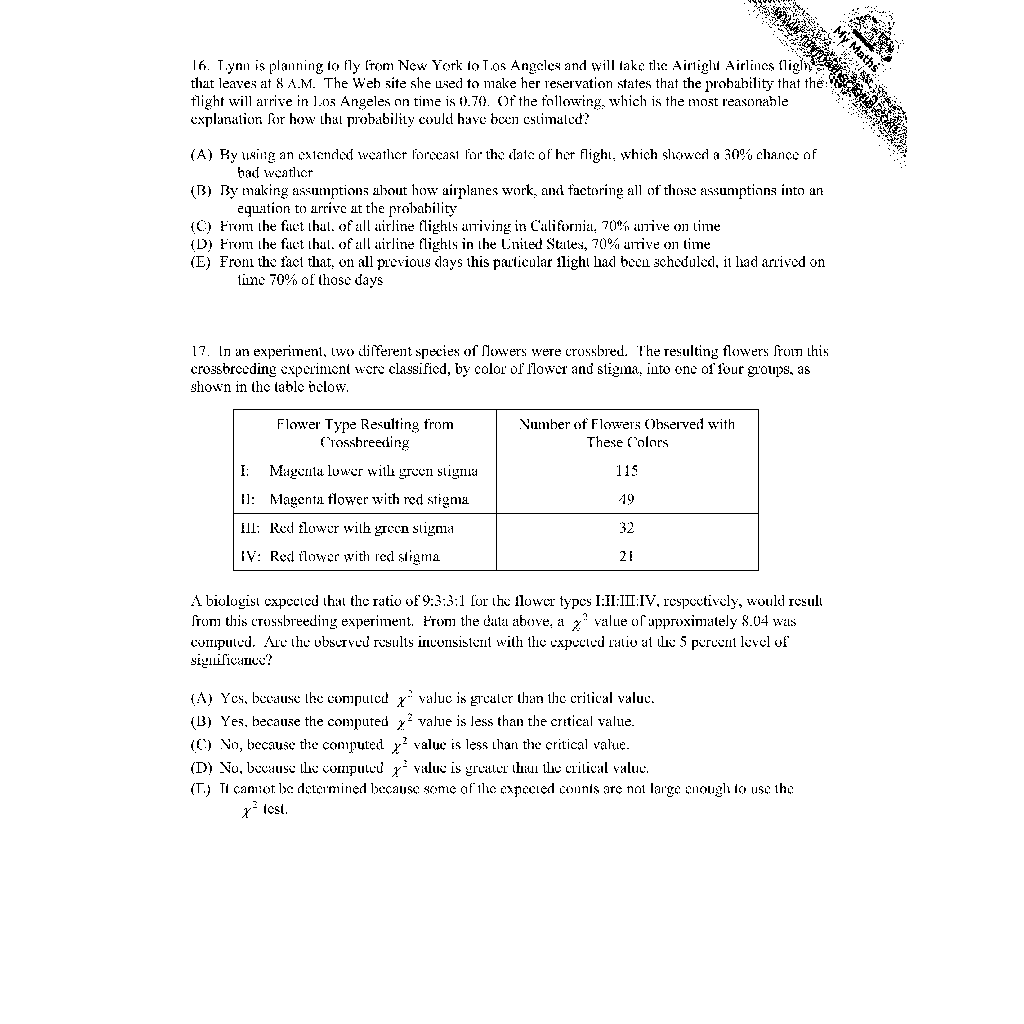 My Maths
16. Lynn is planning to fly from New York to Los Angeles and will take the Airtight Airlines flight
that leaves at 8 A.M. The Web site she used to make her reservation states that the probability that the
flight will arrive in Los Angeles on time is 0.70. Of the following, which is the most reasonable
explanation for how that probability could have been estimated?
(A) By using an extended weather forecast for the date of her flight, which showed a 30% chance of
bad weather
(B) By making assumptions about how airplanes work, and factoring all of those assumptions into an
equation to arrive at the probability
(C) From the fact that, of all airline flights arriving in California, 70% arrive on time
(D) From the fact that, of all airline flights in the United States, 70% arrive on time
(E) From the fact that, on all previous days this particular flight had been scheduled, it had arrived on
time 70% of those days
17. In an experiment, two different species of flowers were crossbred. The resulting flowers from this
crossbreeding experiment were classified, by color of flower and stigma, into one of four groups, as
shown in the table below.
Flower Type Resulting from Number of Flowers Observed with
Crossbreeding These Colors
I: Magenta lower with green stigma 115
II: Magenta flower with red stigma 49
III: Red flower with green stigma 32
IV: Red flower with red stigma 21
A biologist expected that the ratio of 9:3:3:1 for the flower types I:II:III:IV, respectively, would result
from this crossbreeding experiment. From the data above, a χ² value of approximately 8.04 was
computed. Are the observed results inconsistent with the expected ratio at the 5 percent level of
significance?
(A) Yes, because the computed χ² value is greater than the critical value.
(B) Yes, because the computed χ² value is less than the critical value.
(C) No, because the computed χ² value is less than the critical value.
(D) No, because the computed χ² value is greater than the critical value.
(E) It cannot be determined because some of the expected counts are not large enough to use the
χ² test.